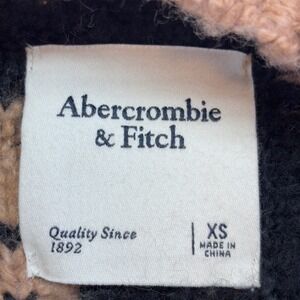 Abercrombie
& Fitch
Quality Since
1892
XS
MADE IN
CHINA